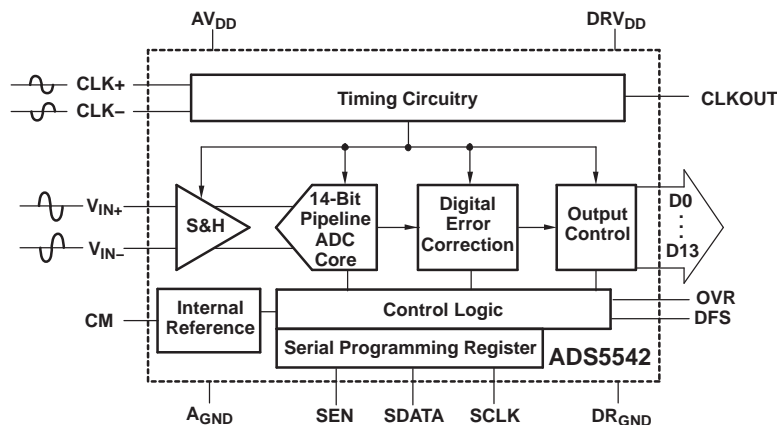 AVDD
DRVDD
CLK+
CLK–
Timing Circuitry
CLKOUT
VIN+
VIN–
S&H
14-Bit
Pipeline
ADC
Core
Digital
Error
Correction
Output
Control
D0
D13
CM
Internal
Reference
Control Logic
OVR
DFS
Serial Programming Register
ADS5542
AGND
SEN
SDATA
SCLK
DRGND